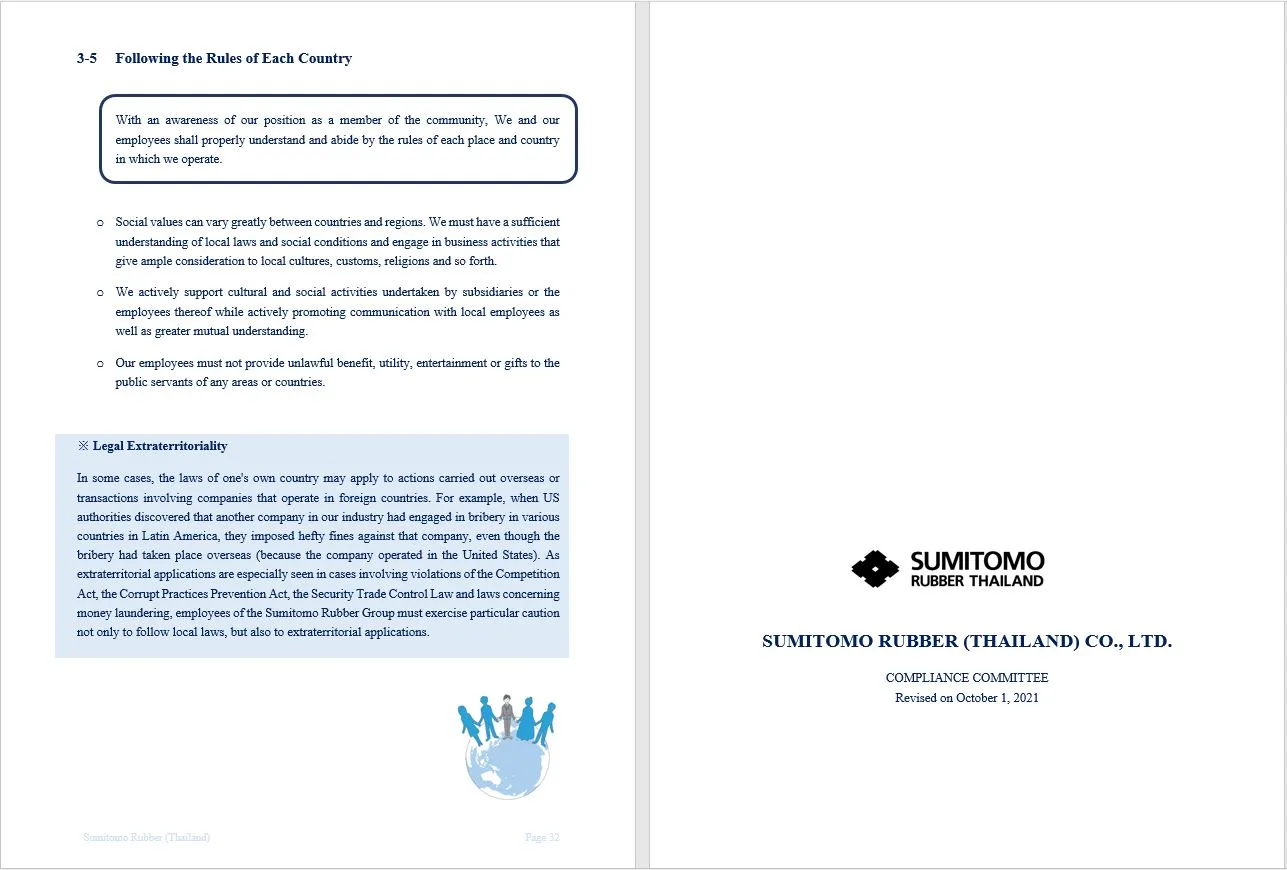 3-5 Following the Rules of Each Country
With an awareness of our position as a member of the community, We and our
employees shall properly understand and abide by the rules of each place and country
in which we operate.
o Social values can vary greatly between countries and regions. We must have a sufficient
understanding of local laws and social conditions and engage in business activities that
give ample consideration to local cultures, customs, religions and so forth.
o We actively support cultural and social activities undertaken by subsidiaries or the
employees thereof while actively promoting communication with local employees as
well as greater mutual understanding.
o Our employees must not provide unlawful benefit, utility, entertainment or gifts to the
public servants of any areas or countries.
※ Legal Extraterritoriality
In some cases, the laws of one's own country may apply to actions carried out overseas or
transactions involving companies that operate in foreign countries. For example, when US
authorities discovered that another company in our industry had engaged in bribery in various
countries in Latin America, they imposed hefty fines against that company, even though the
bribery had taken place overseas (because the company operated in the United States). As
extraterritorial applications are especially seen in cases involving violations of the Competition
Act, the Corrupt Practices Prevention Act, the Security Trade Control Law and laws concerning
money laundering, employees of the Sumitomo Rubber Group must exercise particular caution
not only to follow local laws, but also to extraterritorial applications.
Sumitomo Rubber (Thailand) Page 32
SUMITOMO
RUBBER THAILAND
SUMITOMO RUBBER (THAILAND) CO., LTD.
COMPLIANCE COMMITTEE
Revised on October 1, 2021